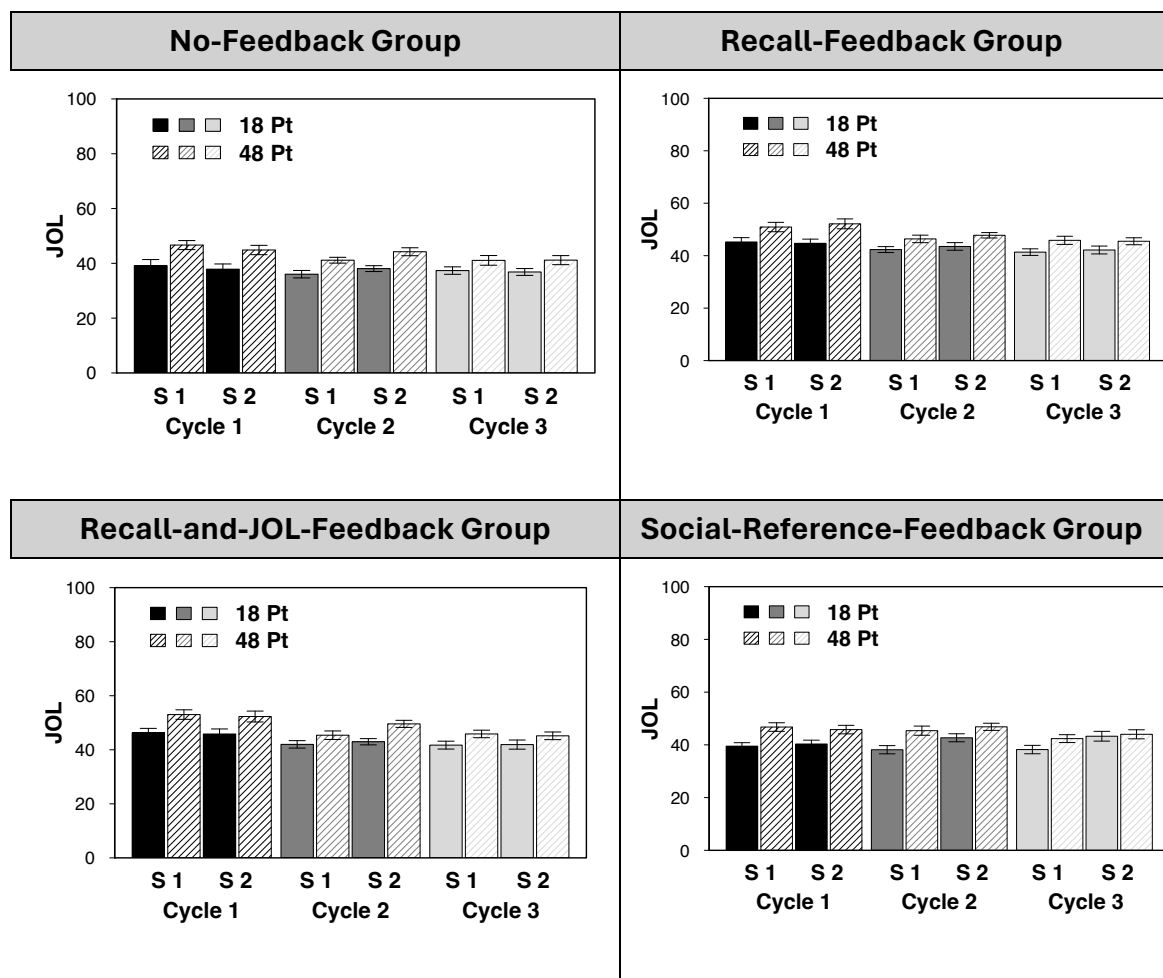 No-Feedback Group
100
80
60
40
20
0
JOL
18 Pt
48 Pt
S 1 S 2 S 1 S 2 S 1 S 2
Cycle 1 Cycle 2 Cycle 3
Recall-Feedback Group
100
80
60
40
20
0
JOL
18 Pt
48 Pt
S 1 S 2 S 1 S 2 S 1 S 2
Cycle 1 Cycle 2 Cycle 3
Recall-and-JOL-Feedback Group
100
80
60
40
20
0
JOL
18 Pt
48 Pt
S 1 S 2 S 1 S 2 S 1 S 2
Cycle 1 Cycle 2 Cycle 3
Social-Reference-Feedback Group
100
80
60
40
20
0
JOL
18 Pt
48 Pt
S 1 S 2 S 1 S 2 S 1 S 2
Cycle 1 Cycle 2 Cycle 3